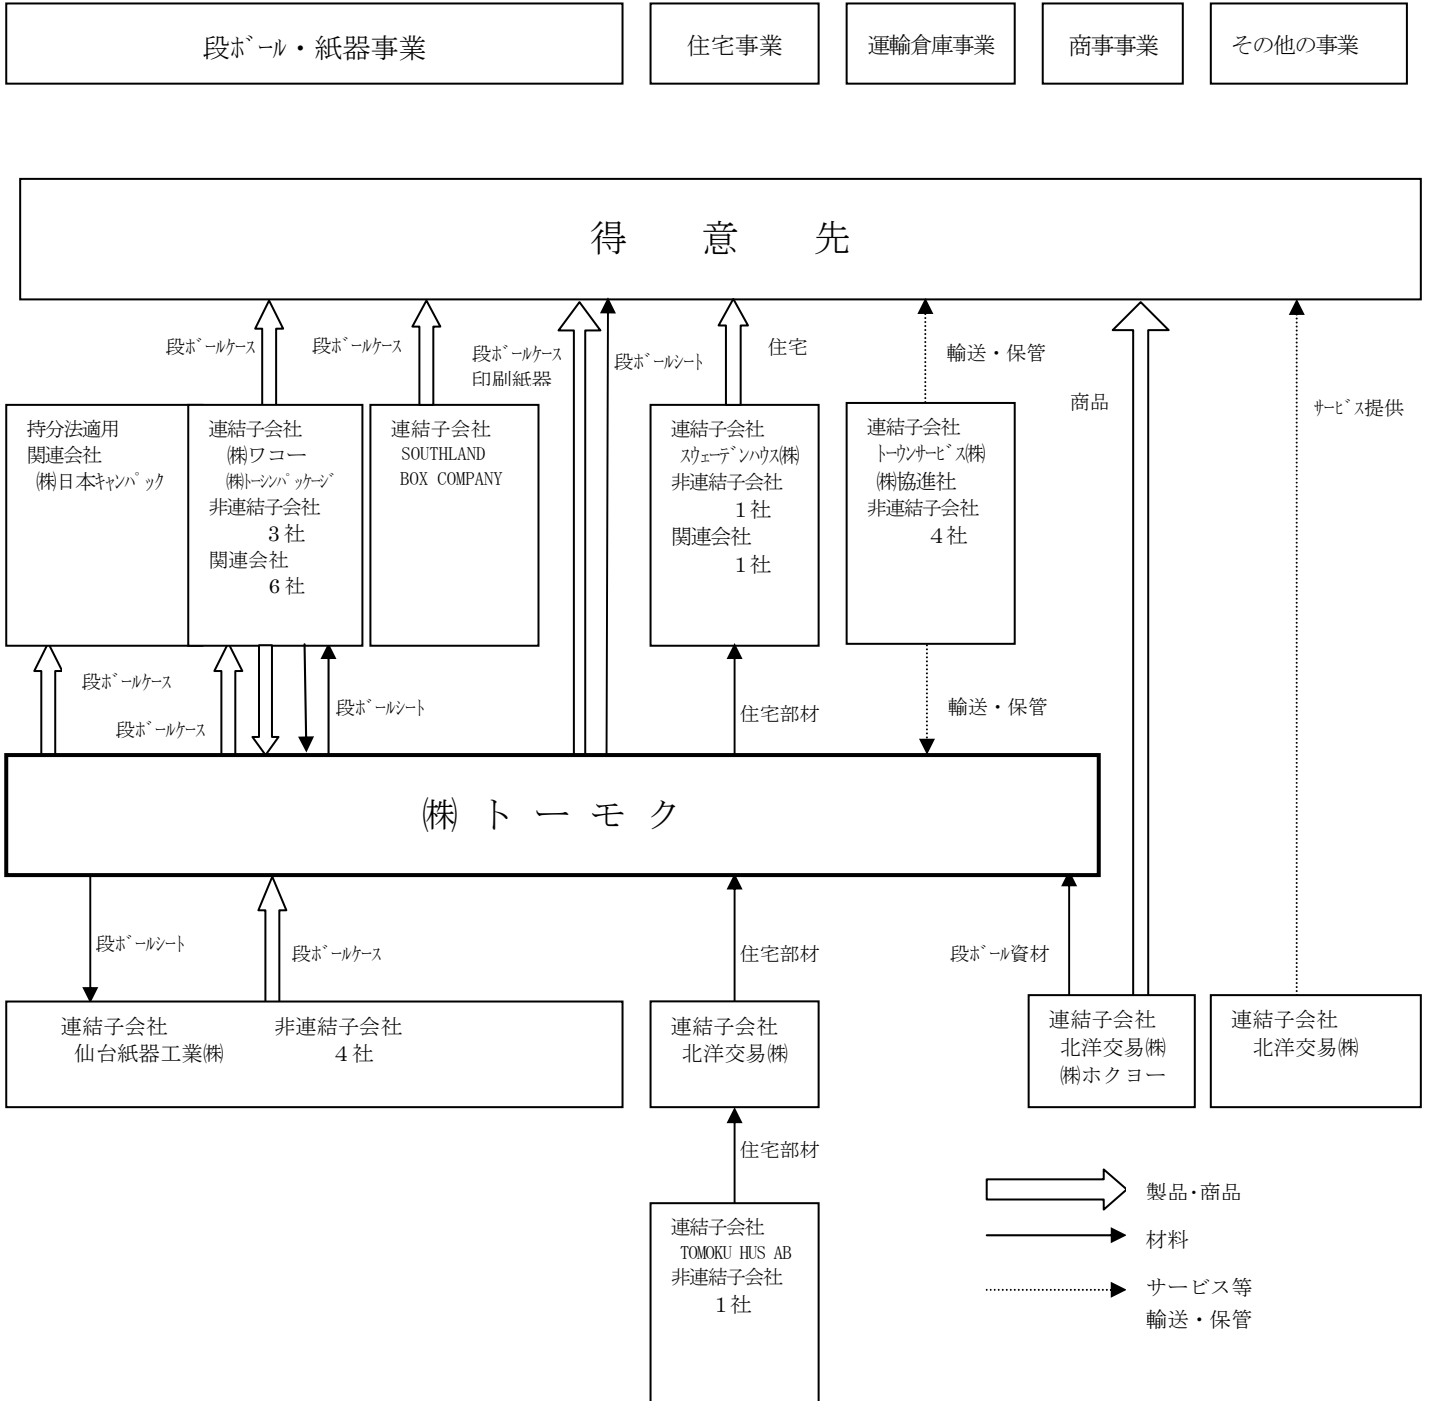 段ボール・紙器事業
住宅事業
運輸倉庫事業
商事事業
その他の事業
得　意　先
段ボールケース
段ボールケース
段ボールケース
印刷紙器
段ボールシート
住宅
輸送・保管
商品
サービス提供
持分法適用
関連会社
㈱日本キャンパック
連結子会社
㈱ワコー
㈱トーシンパッケージ
非連結子会社
3社
関連会社
6社
連結子会社
SOUTHLAND
BOX COMPANY
連結子会社
スウェーデンハウス㈱
非連結子会社
1社
関連会社
1社
連結子会社
トーウンサービス㈱
㈱協進社
非連結子会社
4社
段ボールケース
段ボールケース
段ボールシート
住宅部材
輸送・保管
㈱トーモク
段ボールシート
段ボールケース
住宅部材
段ボール資材
連結子会社
仙台紙器工業㈱
非連結子会社
4社
連結子会社
北洋交易㈱
連結子会社
北洋交易㈱
㈱ホクヨー
連結子会社
北洋交易㈱
住宅部材
連結子会社
TOMOKU HUS AB
非連結子会社
1社
製品・商品
材料
サービス等
輸送・保管